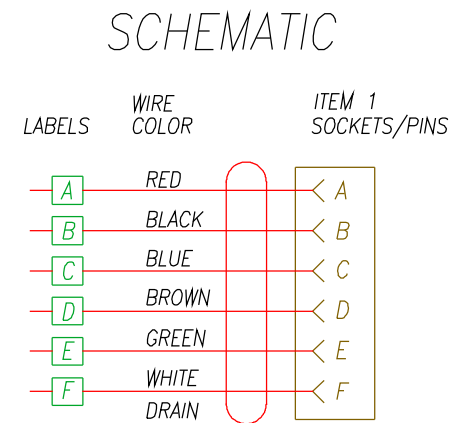 SCHEMATIC
LABELS WIRE COLOR ITEM 1 SOCKETS/PINS
A RED A
B BLACK B
C BLUE C
D BROWN D
E GREEN E
F WHITE F
DRAIN